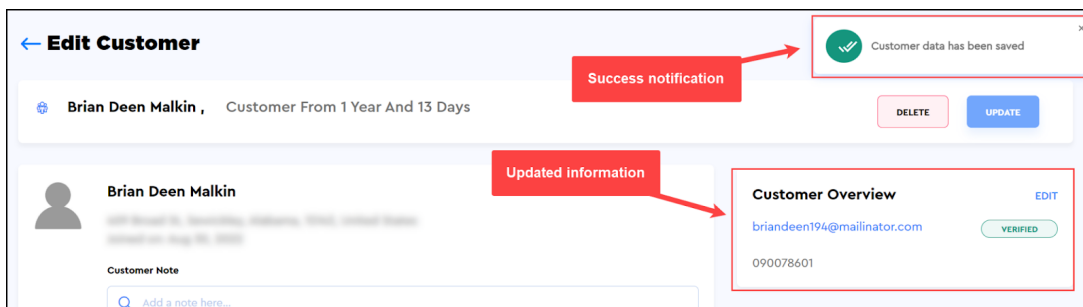 Edit Customer
Customer data has been saved
Success notification
Brian Deen Malkin , Customer From 1 Year And 13 Days
DELETE
UPDATE
Updated information
Brian Deen Malkin
Customer Note
Add a note here...
Customer Overview
EDIT
briandeen194@mailinator.com
VERIFIED
090078601